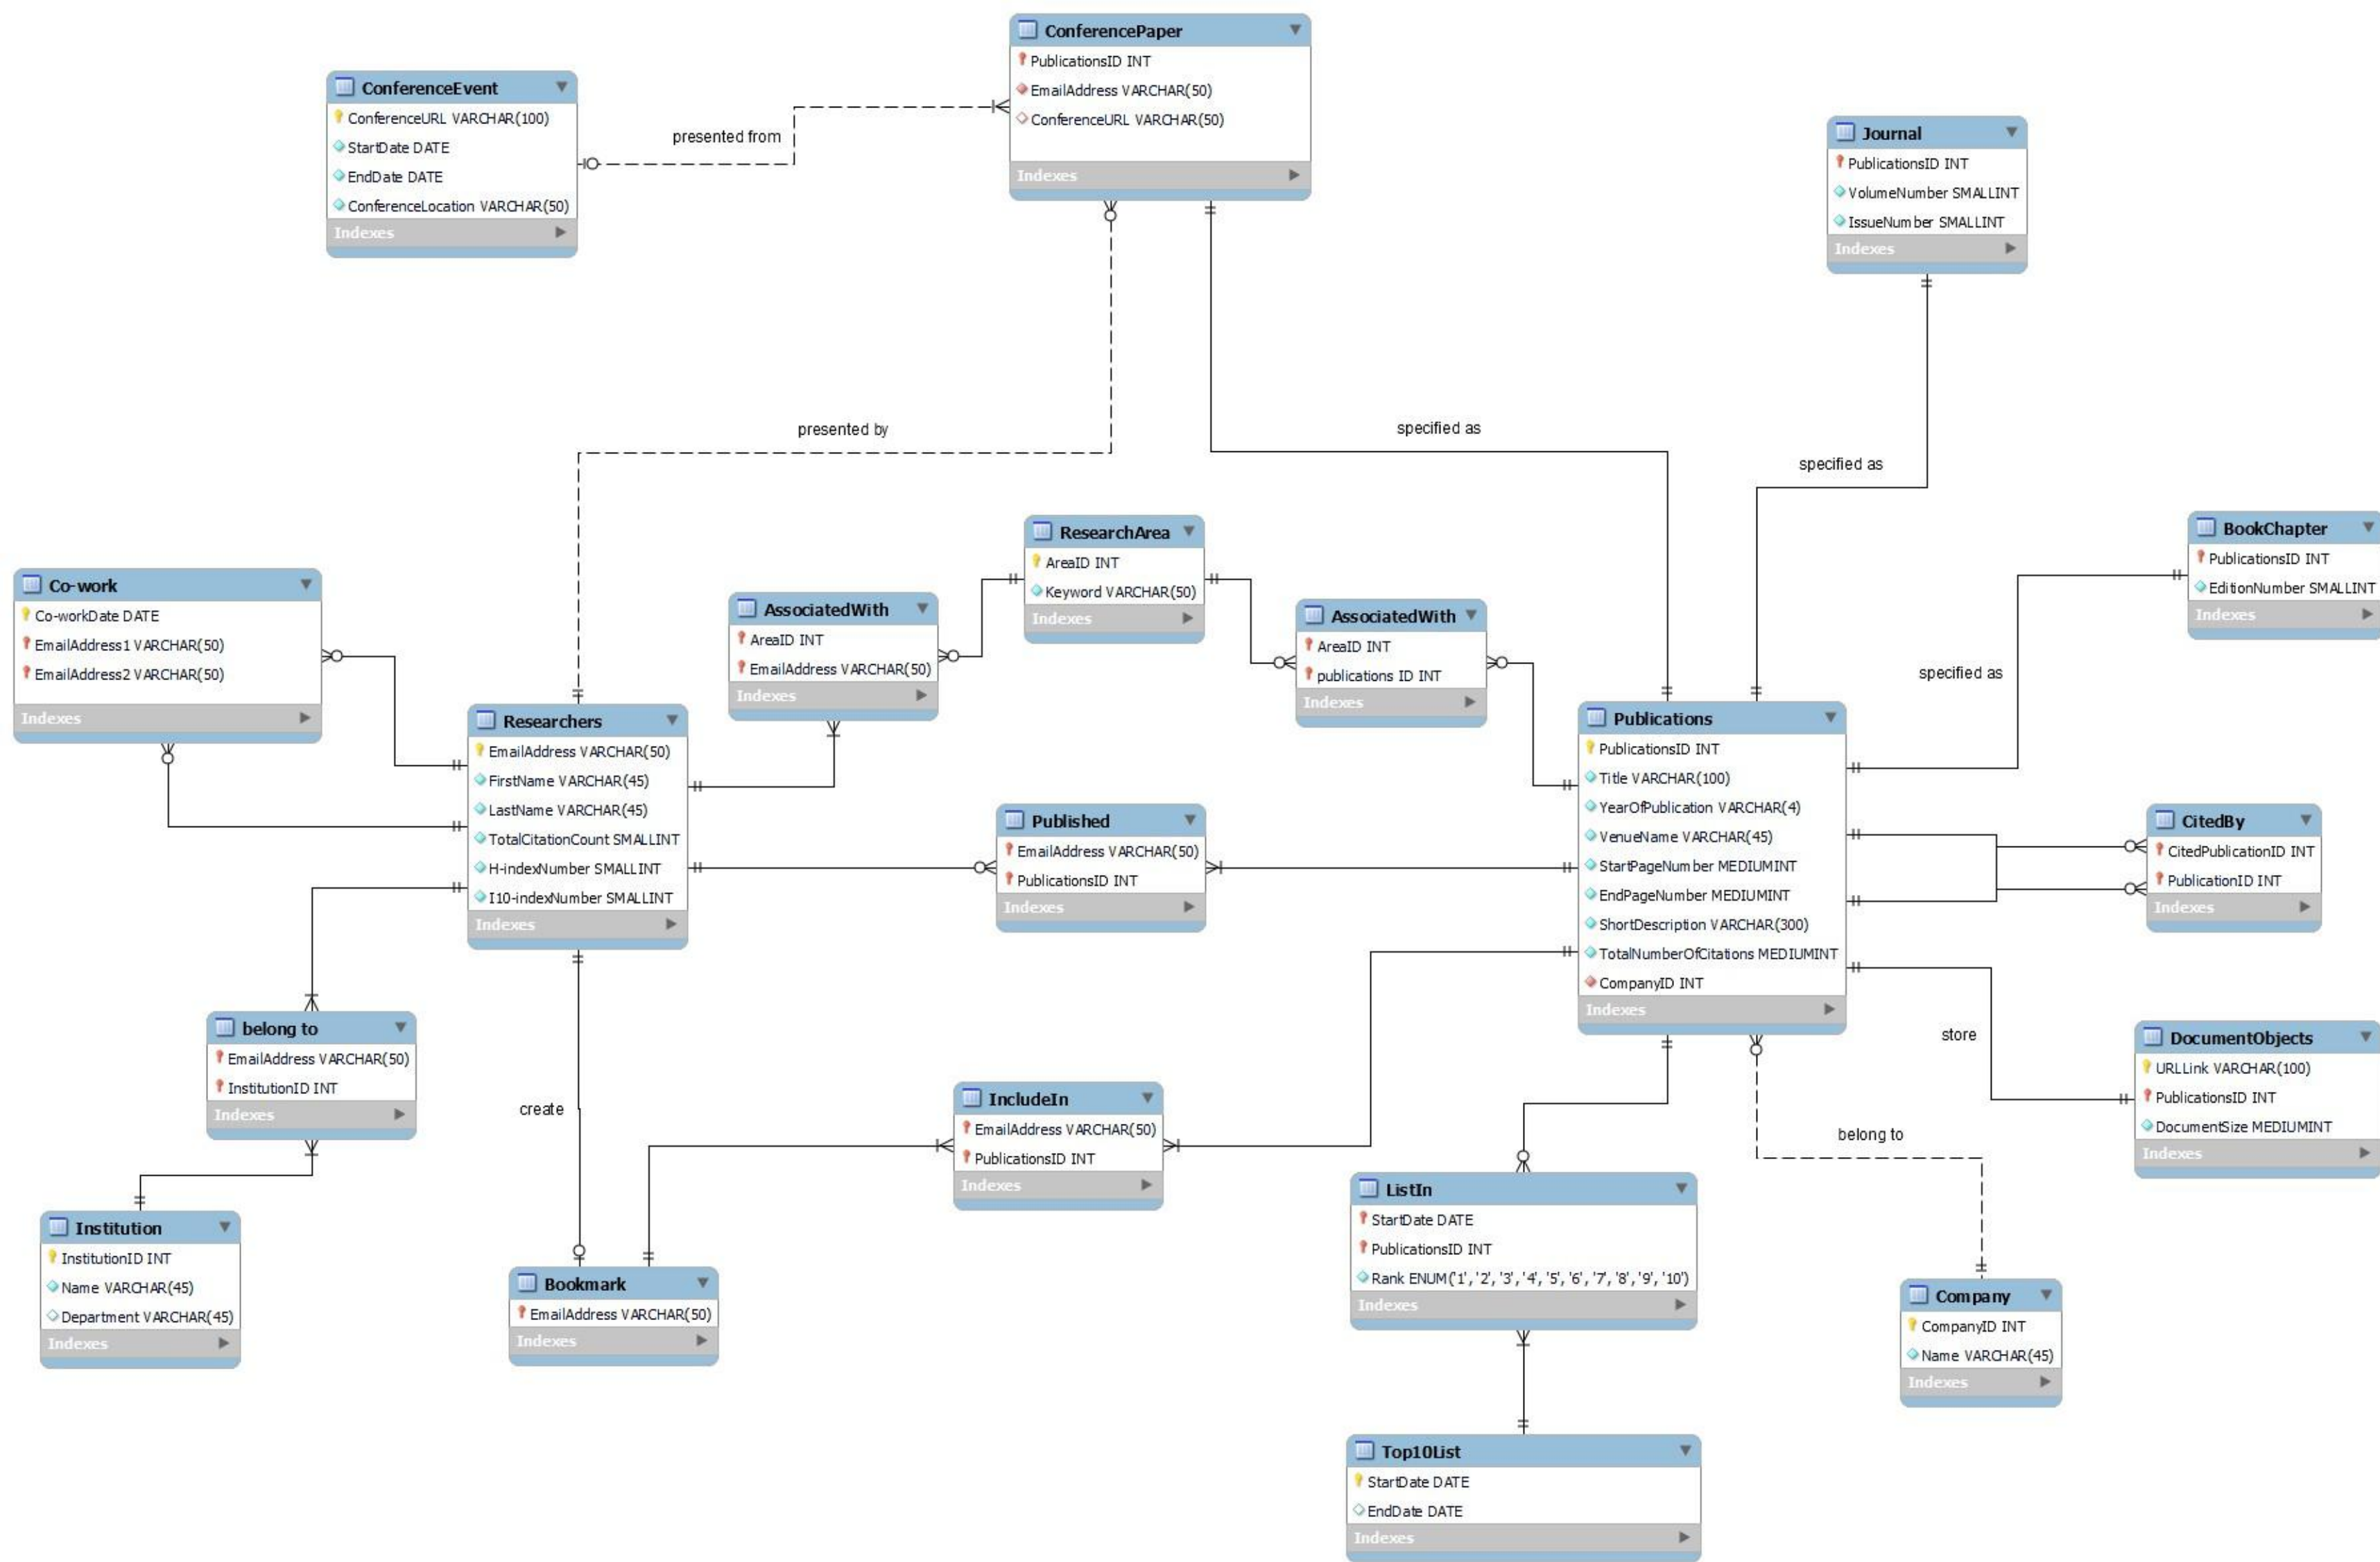 ConferencePaper
PublicationsID INT
EmailAddress VARCHAR(50)
ConferenceURL VARCHAR(50)
Indexes
ConferenceEvent
ConferenceURL VARCHAR(100)
StartDate DATE
EndDate DATE
ConferenceLocation VARCHAR(50)
Indexes
presented from
Journal
PublicationsID INT
VolumeNumber SMALLINT
IssueNumber SMALLINT
Indexes
presented by
specified as
specified as
BookChapter
PublicationsID INT
EditionNumber SMALLINT
Indexes
specified as
ResearchArea
AreaID INT
Keyword VARCHAR(50)
Indexes
Co-work
Co-workDate DATE
EmailAddress1 VARCHAR(50)
EmailAddress2 VARCHAR(50)
Indexes
AssociatedWith
AreaID INT
EmailAddress VARCHAR(50)
Indexes
AssociatedWith
AreaID INT
publications ID INT
Indexes
Researchers
EmailAddress VARCHAR(50)
FirstName VARCHAR(45)
LastName VARCHAR(45)
TotalCitationCount SMALLINT
H-indexNumber SMALLINT
I10-indexNumber SMALLINT
Indexes
Publications
PublicationsID INT
Title VARCHAR(100)
YearOfPublication VARCHAR(4)
VenueName VARCHAR(45)
StartPageNumber MEDIUMINT
EndPageNumber MEDIUMINT
ShortDescription VARCHAR(300)
TotalNumberOfCitations MEDIUMINT
CompanyID INT
Indexes
Published
EmailAddress VARCHAR(50)
PublicationsID INT
Indexes
CitedBy
CitedPublicationID INT
PublicationID INT
Indexes
belong to
EmailAddress VARCHAR(50)
InstitutionID INT
Indexes
store
DocumentObjects
URLLink VARCHAR(100)
PublicationsID INT
DocumentSize MEDIUMINT
Indexes
create
IncludeIn
EmailAddress VARCHAR(50)
PublicationsID INT
Indexes
belong to
ListIn
StartDate DATE
PublicationsID INT
Rank ENUM('1', '2', '3', '4', '5', '6', '7', '8', '9', '10')
Indexes
Institution
InstitutionID INT
Name VARCHAR(45)
Department VARCHAR(45)
Indexes
Bookmark
EmailAddress VARCHAR(50)
Indexes
Company
CompanyID INT
Name VARCHAR(45)
Indexes
Top10List
StartDate DATE
EndDate DATE
Indexes